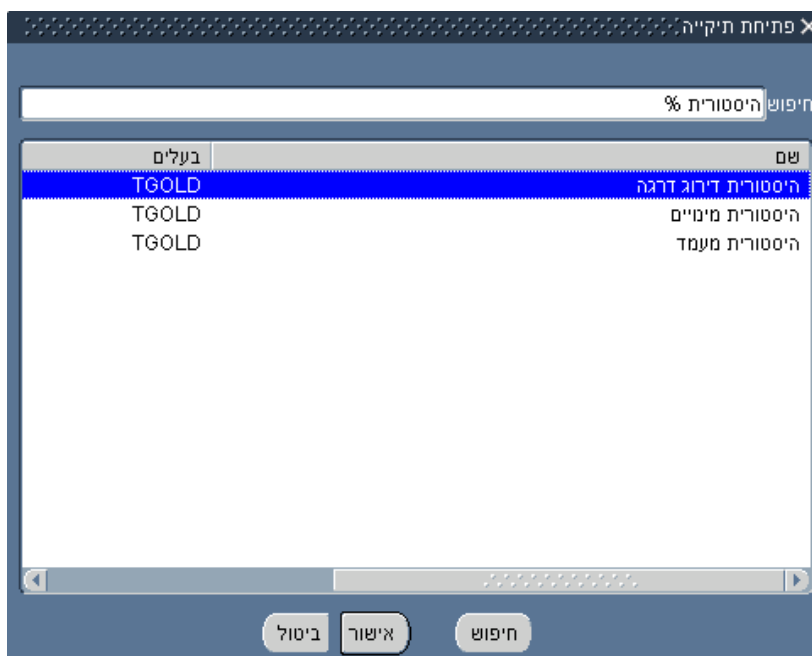 פתיחת תיקייה
חיפוש היסטורית %
שם בעלים
היסטורית דירוג דרגה TGOLD
היסטורית מינויים TGOLD
היסטורית מעמד TGOLD
חיפוש אישור ביטול